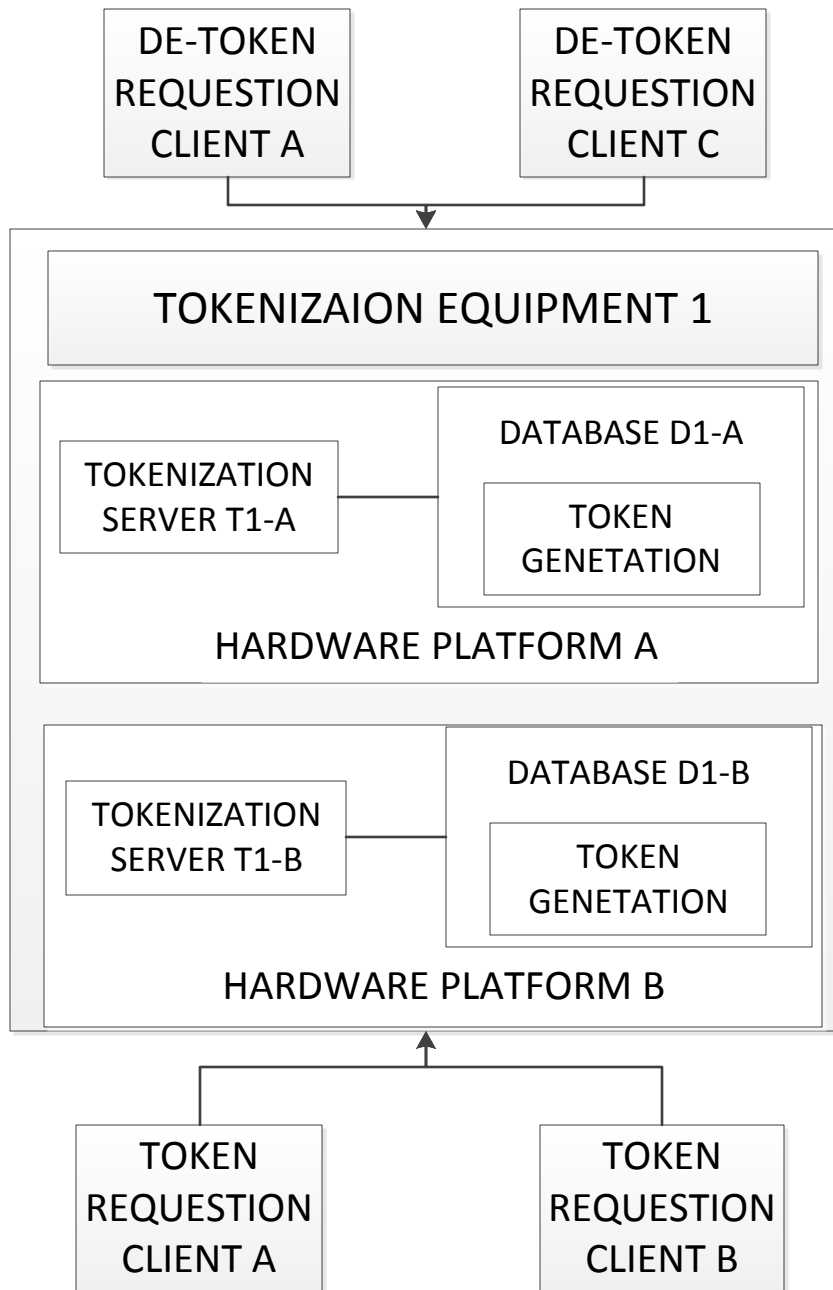 DE-TOKEN
REQUESTION
CLIENT A
DE-TOKEN
REQUESTION
CLIENT C
TOKENIZAION EQUIPMENT 1
TOKENIZATION
SERVER T1-A
DATABASE D1-A
TOKEN
GENETATION
HARDWARE PLATFORM A
TOKENIZATION
SERVER T1-B
DATABASE D1-B
TOKEN
GENETATION
HARDWARE PLATFORM B
TOKEN
REQUESTION
CLIENT A
TOKEN
REQUESTION
CLIENT B